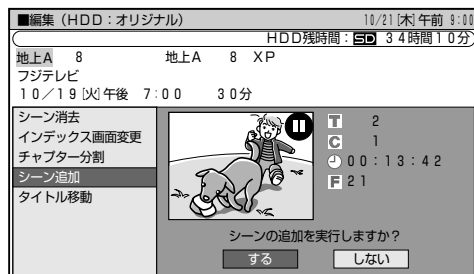 ■編集（HDD：オリジナル） 10/21[木]午前 9:00
HDD残時間：SD 34時間10分
地上A 8 地上A 8 XP
フジテレビ
10／19[火]午後 7:00 30分
シーン消去
インデックス画面変更
チャプター分割
シーン追加
タイトル移動
T 2
C 1
00：13：42
F 21
シーンの追加を実行しますか？
する しない